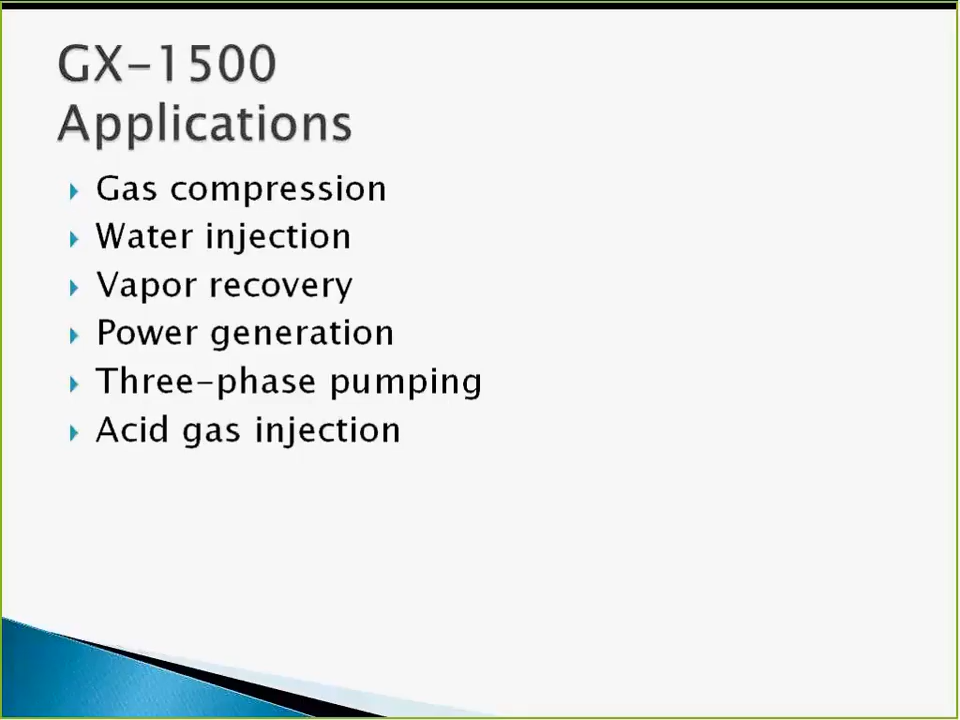 GX-1500
Applications
Gas compression
Water injection
Vapor recovery
Power generation
Three-phase pumping
Acid gas injection